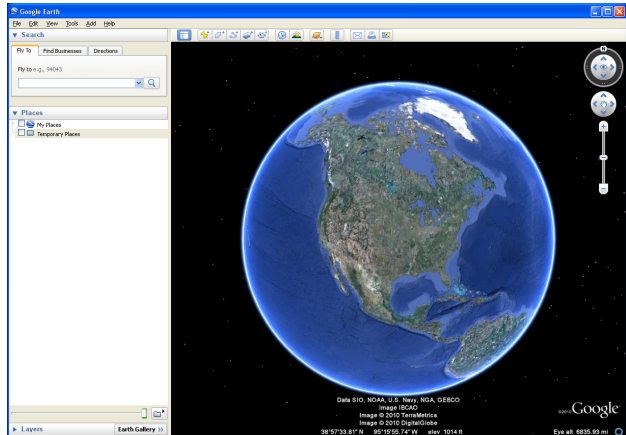 Google Earth
File Edit View Tools Add Help
Search
Fly To Find Businesses Directions
Fly to e.g., 94043
Places
My Places
Temporary Places
N
Data SIO, NOAA, U.S. Navy, NGA, GEBCO
Image IBCAO
Image © 2010 TerraMetrics
Image © 2010 DigitalGlobe
©2010 Google
Layers Earth Gallery »
38°57'33.81" N 95°15'55.74" W elev 1014 ft Eye alt 6835.93 mi